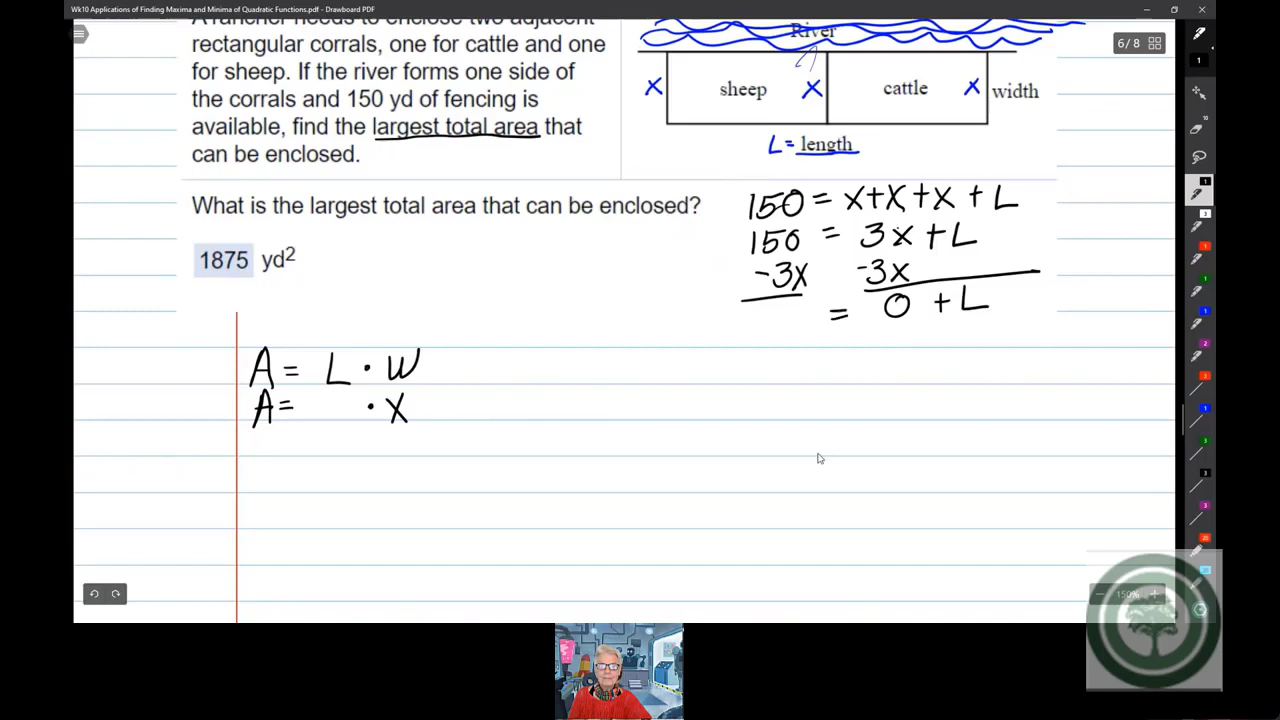 Wk10 Applications of Finding Maxima and Minima of Quadratic Functions.pdf - Drawboard PDF
A rancher needs to enclose two adjacent
rectangular corrals, one for cattle and one
for sheep. If the river forms one side of
the corrals and 150 yd of fencing is
available, find the largest total area that
can be enclosed.
River
6/8
X sheep X cattle X width
L = length
What is the largest total area that can be enclosed?
1875 yd²
150 = X+X+X + L
150 = 3X + L
-3X -3X
= 0 + L
A = L · W
A = · X
150%